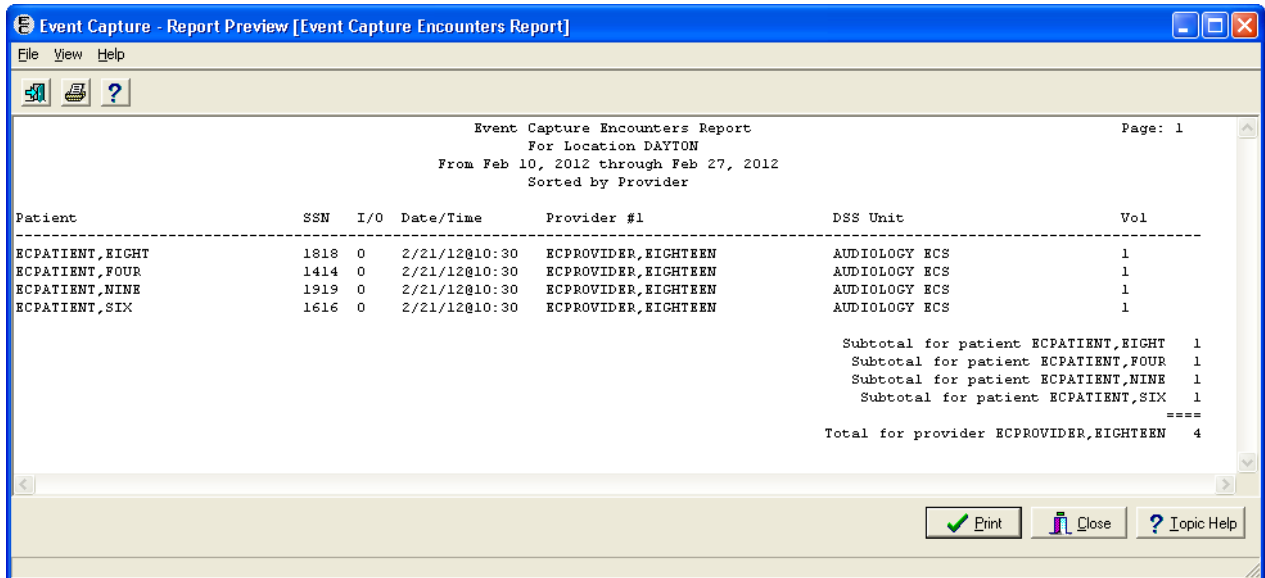 Event Capture - Report Preview [Event Capture Encounters Report]
File View Help
Event Capture Encounters Report Page: 1
For Location DAYTON
From Feb 10, 2012 through Feb 27, 2012
Sorted by Provider
Patient SSN I/O Date/Time Provider #1 DSS Unit Vol
ECPATIENT,EIGHT 1818 O 2/21/12@10:30 ECPROVIDER,EIGHTEEN AUDIOLOGY ECS 1
ECPATIENT,FOUR 1414 O 2/21/12@10:30 ECPROVIDER,EIGHTEEN AUDIOLOGY ECS 1
ECPATIENT,NINE 1919 O 2/21/12@10:30 ECPROVIDER,EIGHTEEN AUDIOLOGY ECS 1
ECPATIENT,SIX 1616 O 2/21/12@10:30 ECPROVIDER,EIGHTEEN AUDIOLOGY ECS 1
Subtotal for patient ECPATIENT,EIGHT 1
Subtotal for patient ECPATIENT,FOUR 1
Subtotal for patient ECPATIENT,NINE 1
Subtotal for patient ECPATIENT,SIX 1
====
Total for provider ECPROVIDER,EIGHTEEN 4
Print Close ? Topic Help